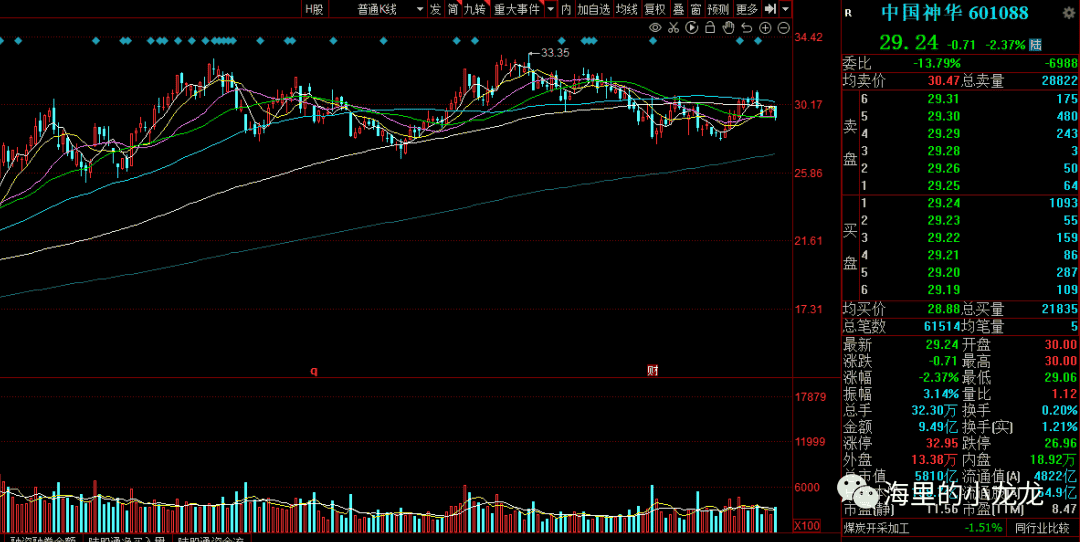 H股 普通K线 发 简 九转 重大事件 内 加自选 均线 复权 叠 窗 预测 更多
R 中国神华 601088
29.24 -0.71 -2.37% 陆
34.42
33.35
30.17
25.86
21.61
17.31
q 财
17879
11999
6000
X100
委比 -13.79% -6988
均卖价 30.47 总卖量 28822
卖盘
6 29.31 175
5 29.30 480
4 29.29 243
3 29.28 3
2 29.26 50
1 29.25 64
买盘
1 29.24 1093
2 29.23 55
3 29.22 159
4 29.21 86
5 29.20 287
6 29.19 109
均买价 28.88 总买量 21835
总笔数 61514 均笔量 5
最新 29.24 开盘 30.00
涨跌 -0.71 最高 30.00
涨幅 -2.37% 最低 29.06
振幅 3.14% 量比 1.12
总手 32.30万 换手 0.20%
金额 9.49亿 换手(实) 1.21%
涨停 32.95 跌停 26.96
外盘 13.38万 内盘 18.92万
总市值 5810亿 流通值(A) 4822亿
海里的小龙龙
市盈(静) 11.56 市盈(TTM) 8.47
煤炭开采加工 -1.51% 同行业比较